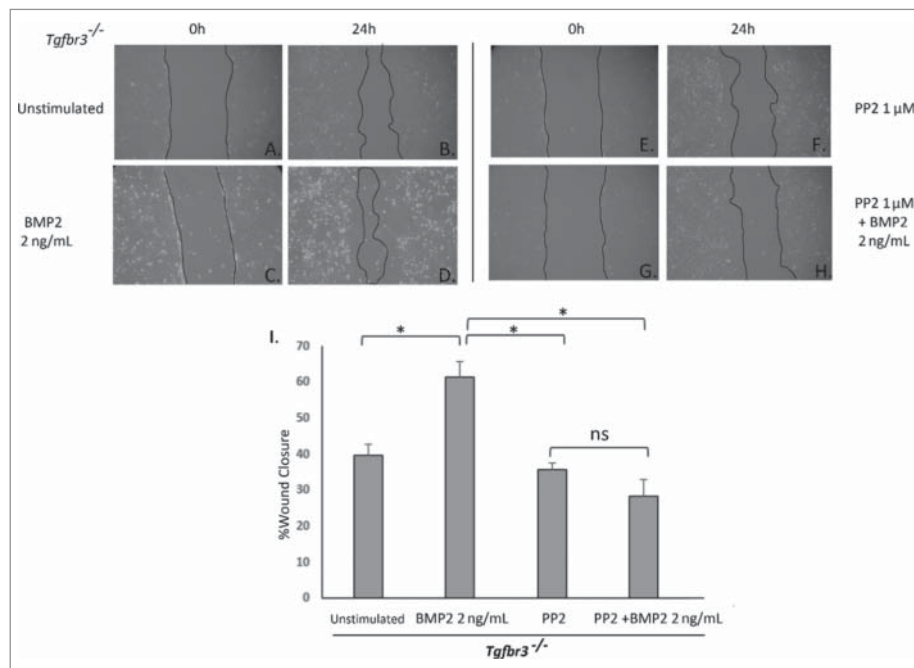 Tgfbr3-/-
0h 24h 0h 24h
Unstimulated
A. B. E. F.
PP2 1 µM
BMP2
2 ng/mL
C. D. G. H.
PP2 1 µM
+ BMP2
2 ng/mL
I.
* * *
ns
%Wound Closure
70
60
50
40
30
20
10
0
Unstimulated BMP2 2 ng/mL PP2 PP2 +BMP2 2 ng/mL
Tgfbr3-/-